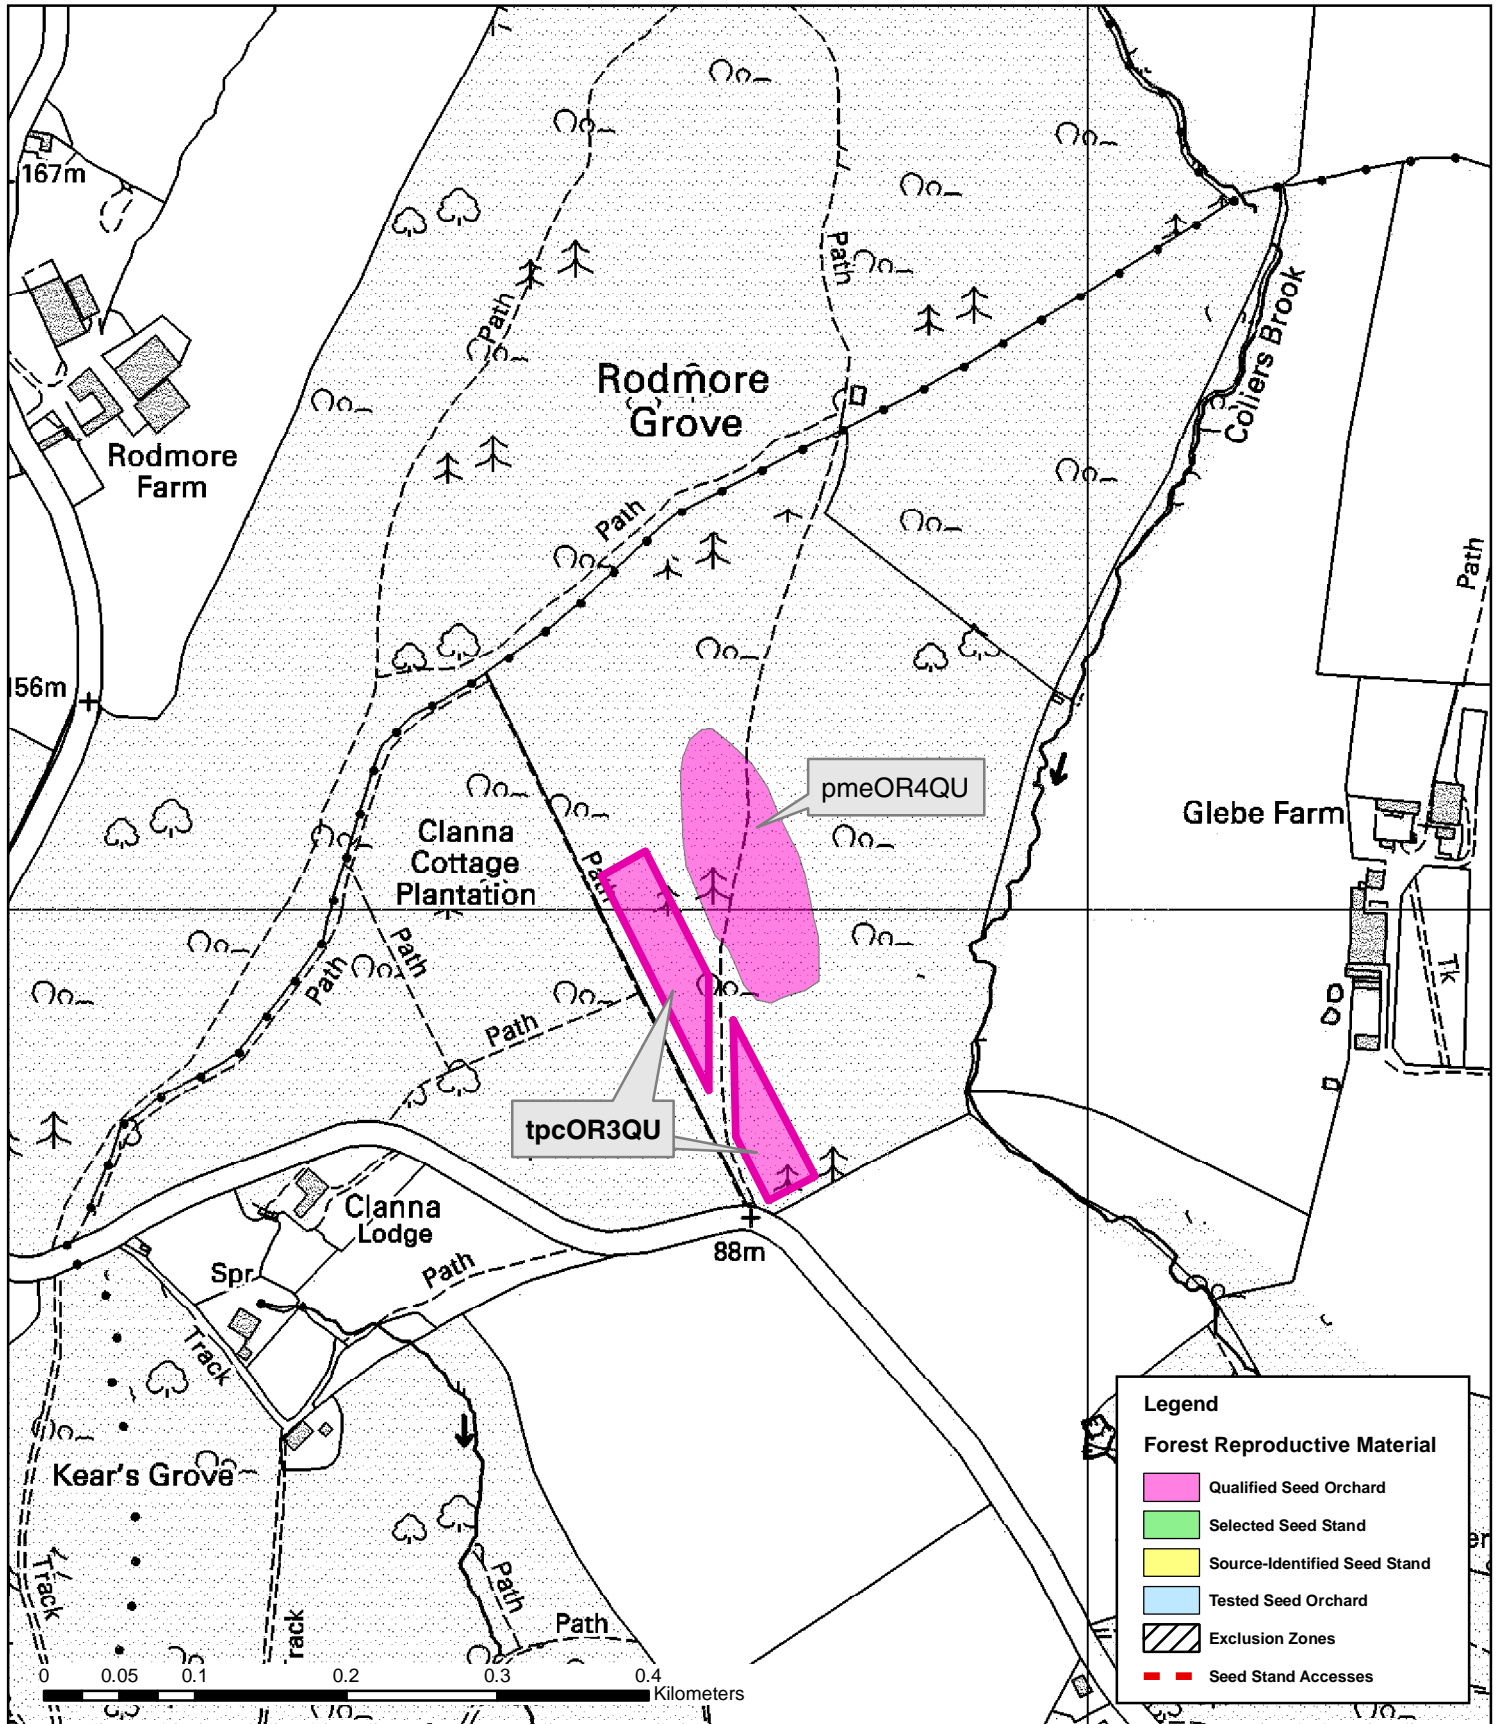 167m
Path
Path
Coliers Brook
Rodmore
Grove
Rodmore
Farm
Path
Path
156m
pmeOR4QU
Glebe Farm
Clanna
Cottage
Plantation
Path
Path
Path
Path
Tk
tpcOR3QU
Clanna
Lodge
88m
Spr
Path
Track
Kear's Grove
Track
rack
Path
Path
Legend
Forest Reproductive Material
Qualified Seed Orchard
Selected Seed Stand
Source-Identified Seed Stand
Tested Seed Orchard
Exclusion Zones
Seed Stand Accesses
er
0 0.05 0.1 0.2 0.3 0.4
Kilometers